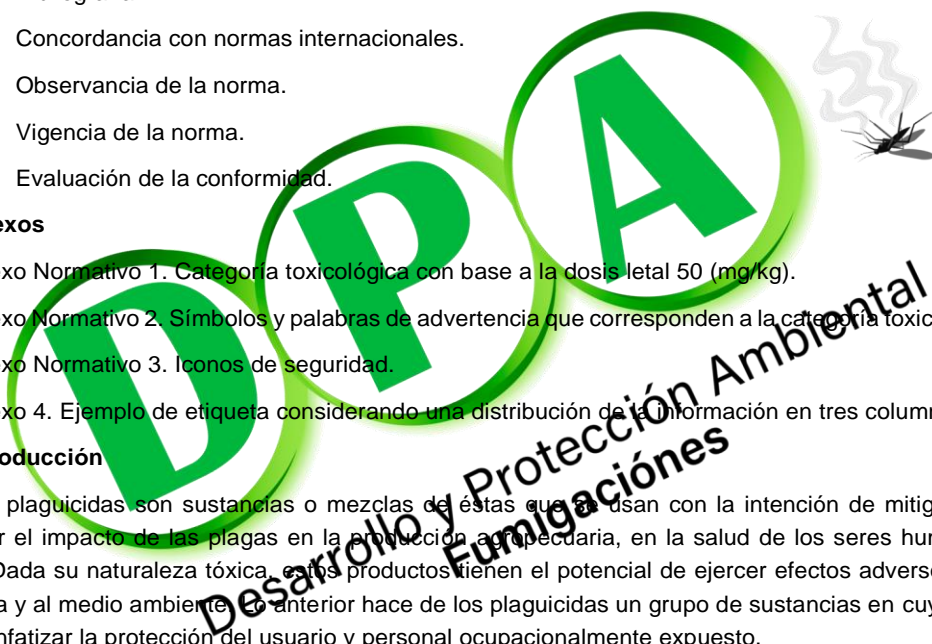 Concordancia con normas internacionales.
Observancia de la norma.
Vigencia de la norma.
Evaluación de la conformidad.
exos
exo Normativo 1. Categoría toxicológica con base a la dosis letal 50 (mg/kg).
exo Normativo 2. Símbolos y palabras de advertencia que corresponden a la categoría toxic
exo Normativo 3. Iconos de seguridad.
exo 4. Ejemplo de etiqueta considerando una distribución de la información en tres colum
oducción
plaguicidas son sustancias o mezclas de éstas que se usan con la intención de mitig
r el impacto de las plagas en la producción agropecuaria, en la salud de los seres hum
Dada su naturaleza tóxica, estos productos tienen el potencial de ejercer efectos advers
a y al medio ambiente. Lo anterior hace de los plaguicidas un grupo de sustancias en cuy
nfatizar la protección del usuario y personal ocupacionalmente expuesto.
DPA
Desarrollo y Protección Ambiental
Fumigaciónes